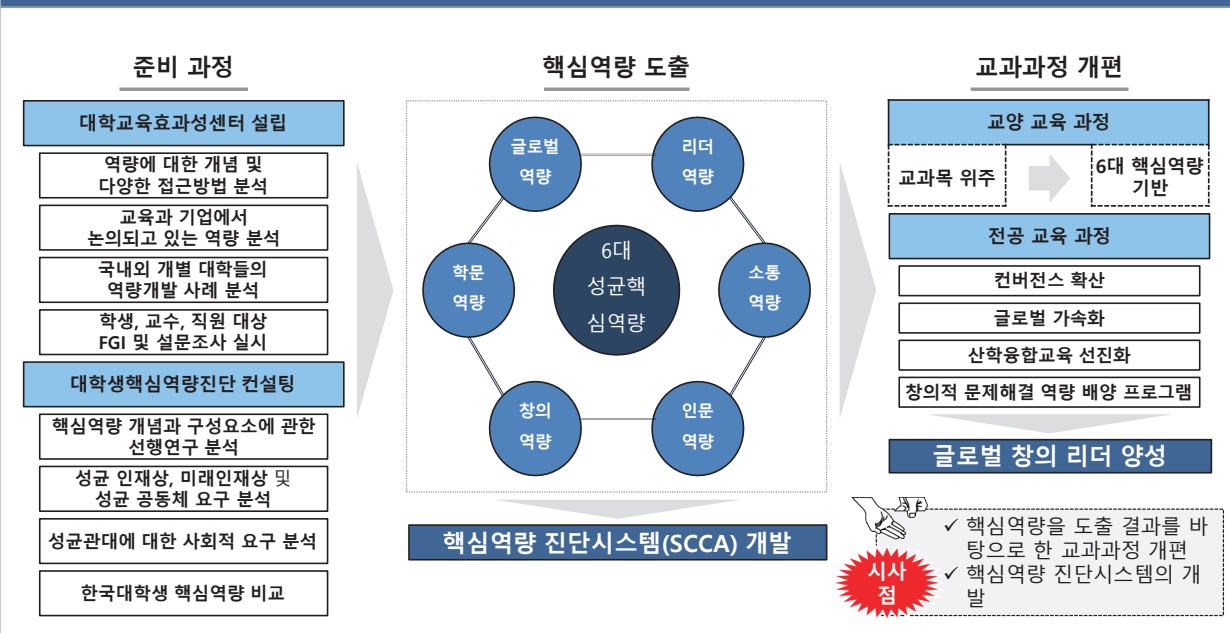 준비 과정
대학교육효과성센터 설립
역량에 대한 개념 및
다양한 접근방법 분석
교육과 기업에서
논의되고 있는 역량 분석
국내외 개별 대학들의
역량개발 사례 분석
학생, 교수, 직원 대상
FGI 및 설문조사 실시
대학생핵심역량진단 컨설팅
핵심역량 개념과 구성요소에 관한
선행연구 분석
성균 인재상, 미래인재상 및
성균 공동체 요구 분석
성균관대에 대한 사회적 요구 분석
한국대학생 핵심역량 비교
핵심역량 도출
글로벌
역량
리더
역량
학문
역량
6대
성균핵
심역량
소통
역량
창의
역량
인문
역량
핵심역량 진단시스템(SCCA) 개발
교과과정 개편
교양 교육 과정
교과목 위주
6대 핵심역량
기반
전공 교육 과정
컨버전스 확산
글로벌 가속화
산학융합교육 선진화
창의적 문제해결 역량 배양 프로그램
글로벌 창의 리더 양성
시사
점
✓ 핵심역량을 도출 결과를 바
탕으로 한 교과과정 개편
✓ 핵심역량 진단시스템의 개
발